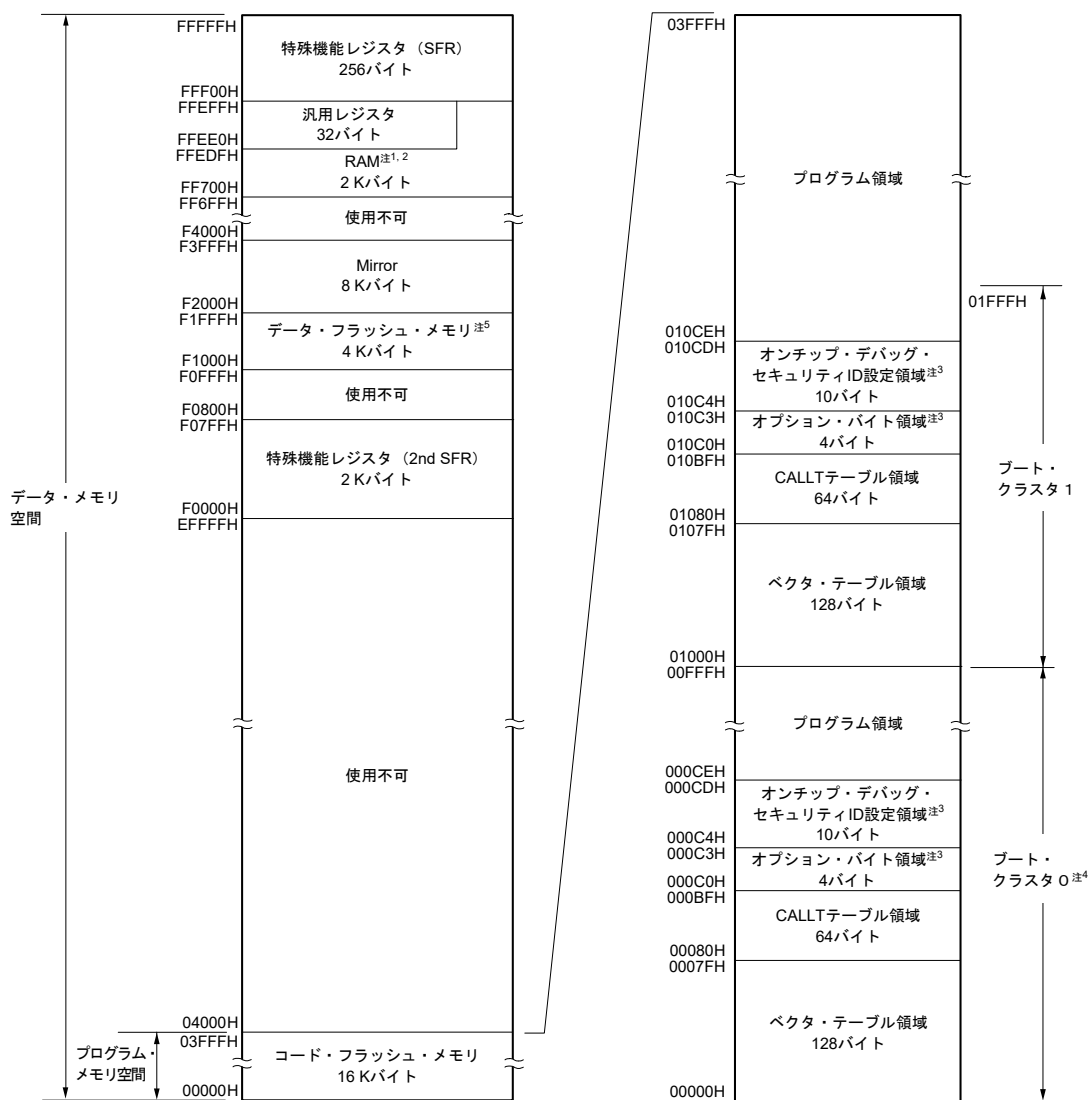 FFFFFH
特殊機能レジスタ（SFR）
256バイト
FFF00H
FFEFFH
汎用レジスタ
32バイト
FFEE0H
FFEDFH
RAM注1, 2
2 Kバイト
FF700H
FF6FFH
使用不可
F4000H
F3FFFH
Mirror
8 Kバイト
F2000H
F1FFFH
データ・フラッシュ・メモリ注5
4 Kバイト
F1000H
F0FFFH
使用不可
F0800H
F07FFH
特殊機能レジスタ（2nd SFR）
2 Kバイト
F0000H
EFFFFH
データ・メモリ
空間
使用不可
04000H
03FFFH
プログラム・
メモリ空間
コード・フラッシュ・メモリ
16 Kバイト
00000H
03FFFH
プログラム領域
01FFFH
010CEH
010CDH
オンチップ・デバッグ・
セキュリティID設定領域注3
10バイト
010C4H
010C3H
オプション・バイト領域注3
4バイト
010C0H
010BFH
CALLTテーブル領域
64バイト
ブート・
クラスタ 1
01080H
0107FH
ベクタ・テーブル領域
128バイト
01000H
00FFFH
プログラム領域
000CEH
000CDH
オンチップ・デバッグ・
セキュリティID設定領域注3
10バイト
000C4H
000C3H
オプション・バイト領域注3
4バイト
ブート・
クラスタ 0 注4
000C0H
000BFH
CALLTテーブル領域
64バイト
00080H
0007FH
ベクタ・テーブル領域
128バイト
00000H